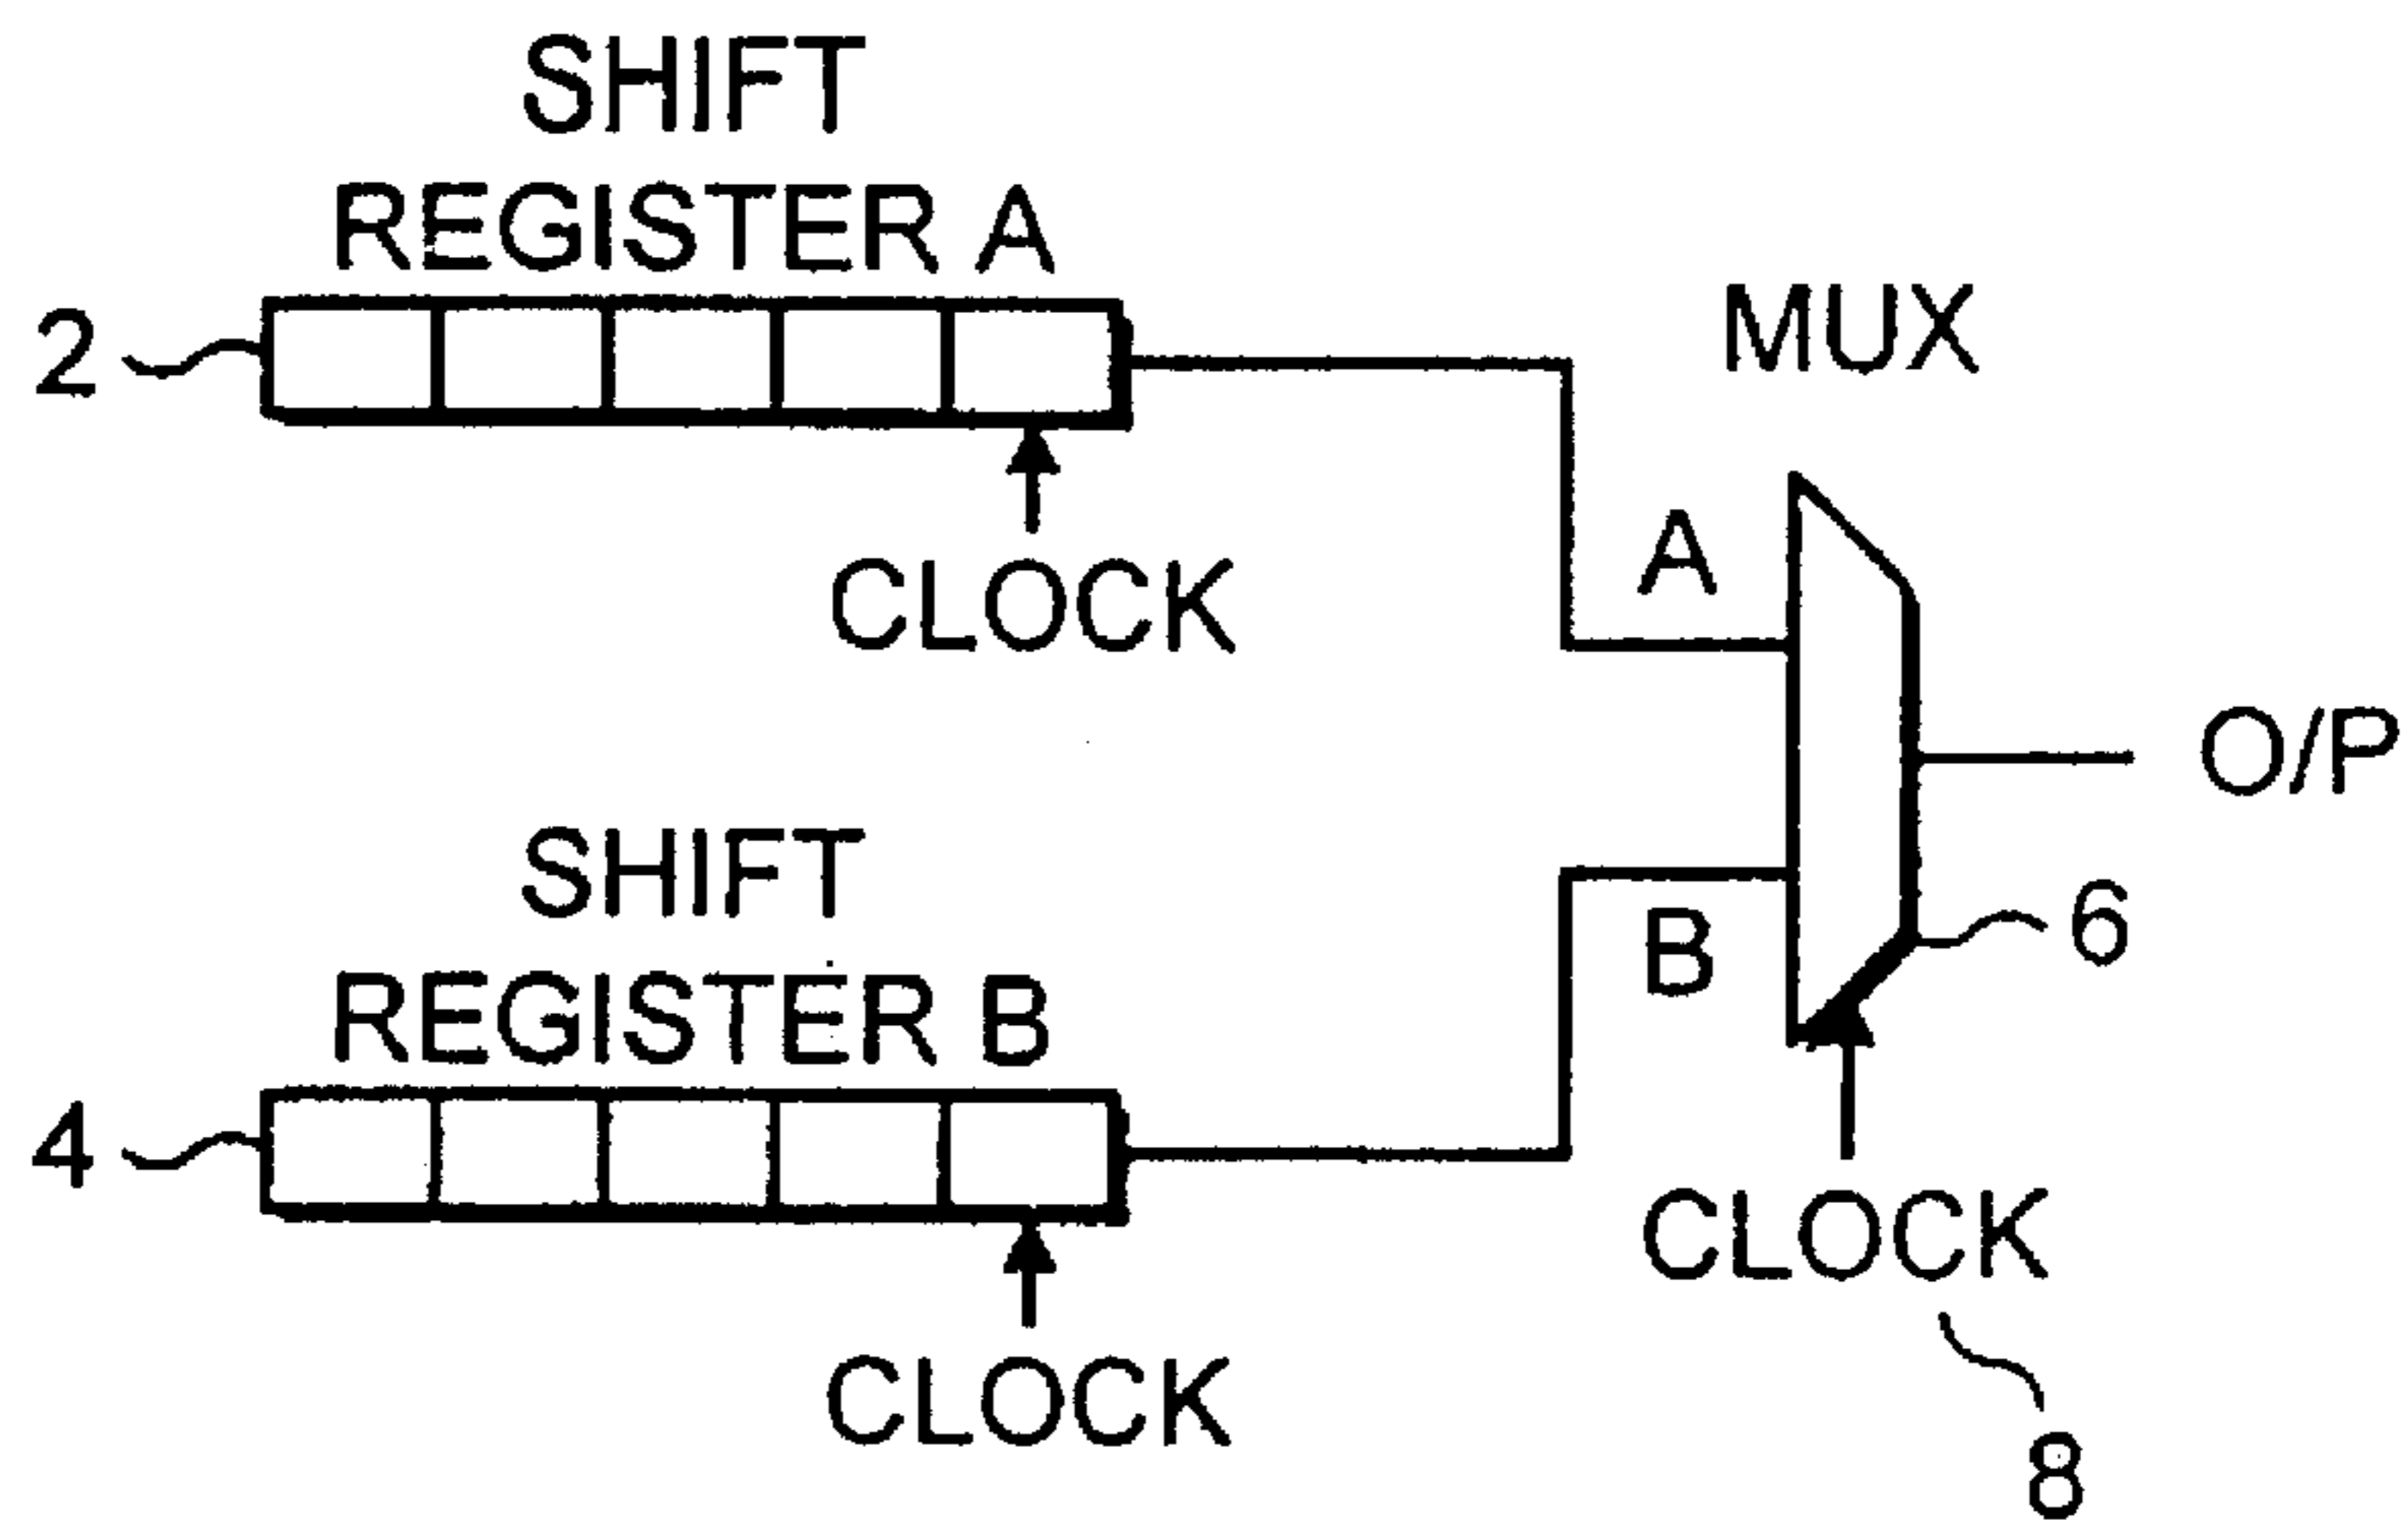 SHIFT
REGISTER A
2
CLOCK
MUX
A
O/P
SHIFT
REGISTER B
4
CLOCK
B
6
CLOCK
8